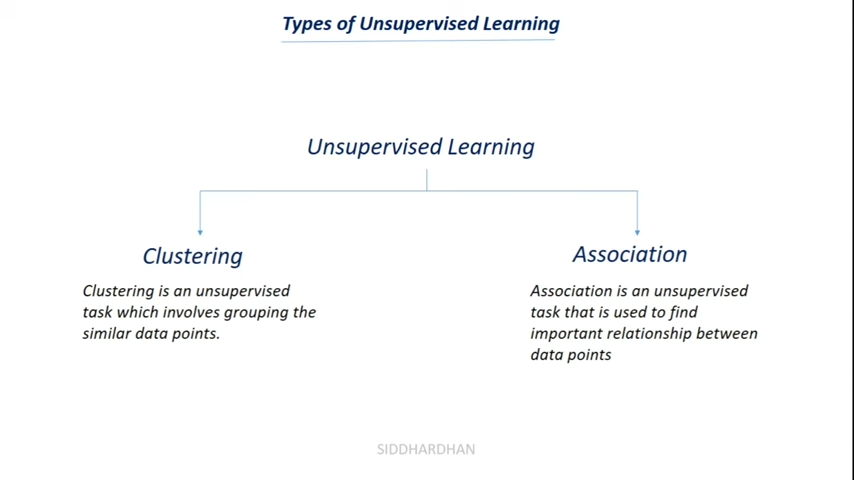 Types of Unsupervised Learning
Unsupervised Learning
Clustering
Clustering is an unsupervised
task which involves grouping the
similar data points.
Association
Association is an unsupervised
task that is used to find
important relationship between
data points
SIDDHARDHAN